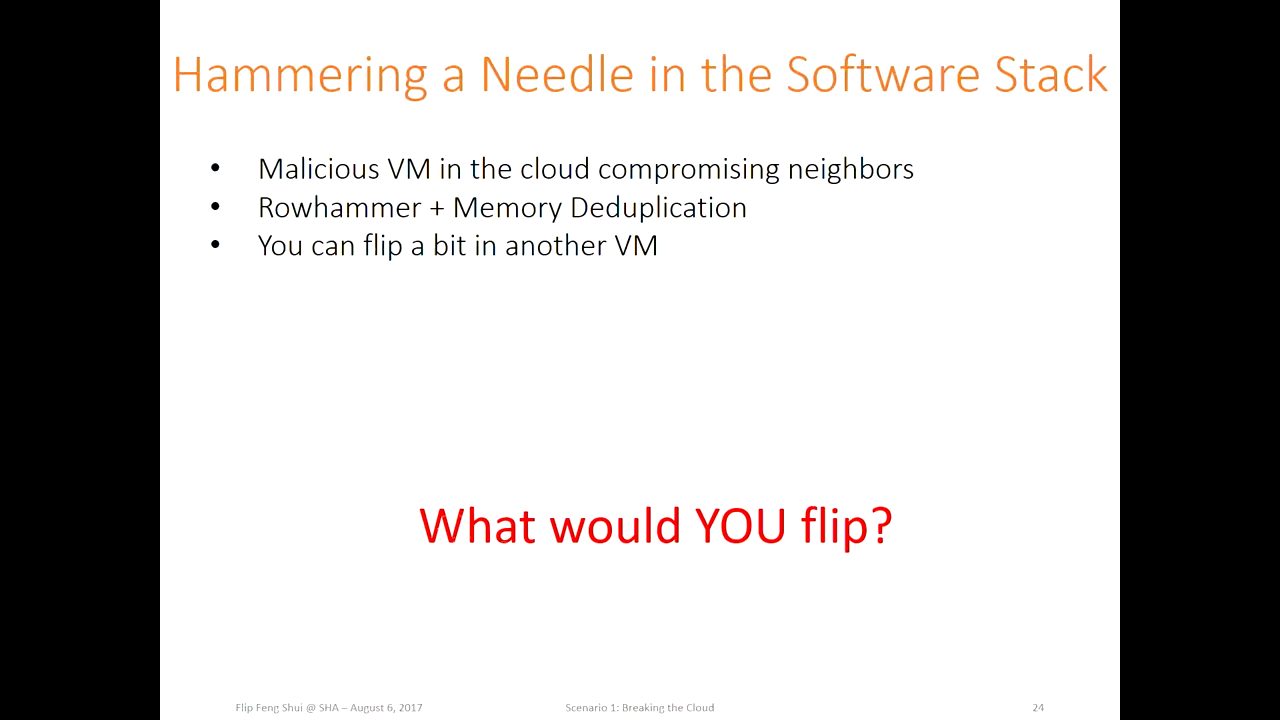 Hammering a Needle in the Software Stack
• Malicious VM in the cloud compromising neighbors
• Rowhammer + Memory Deduplication
• You can flip a bit in another VM
What would YOU flip?
Flip Feng Shui @ SHA – August 6, 2017 Scenario 1: Breaking the Cloud 24